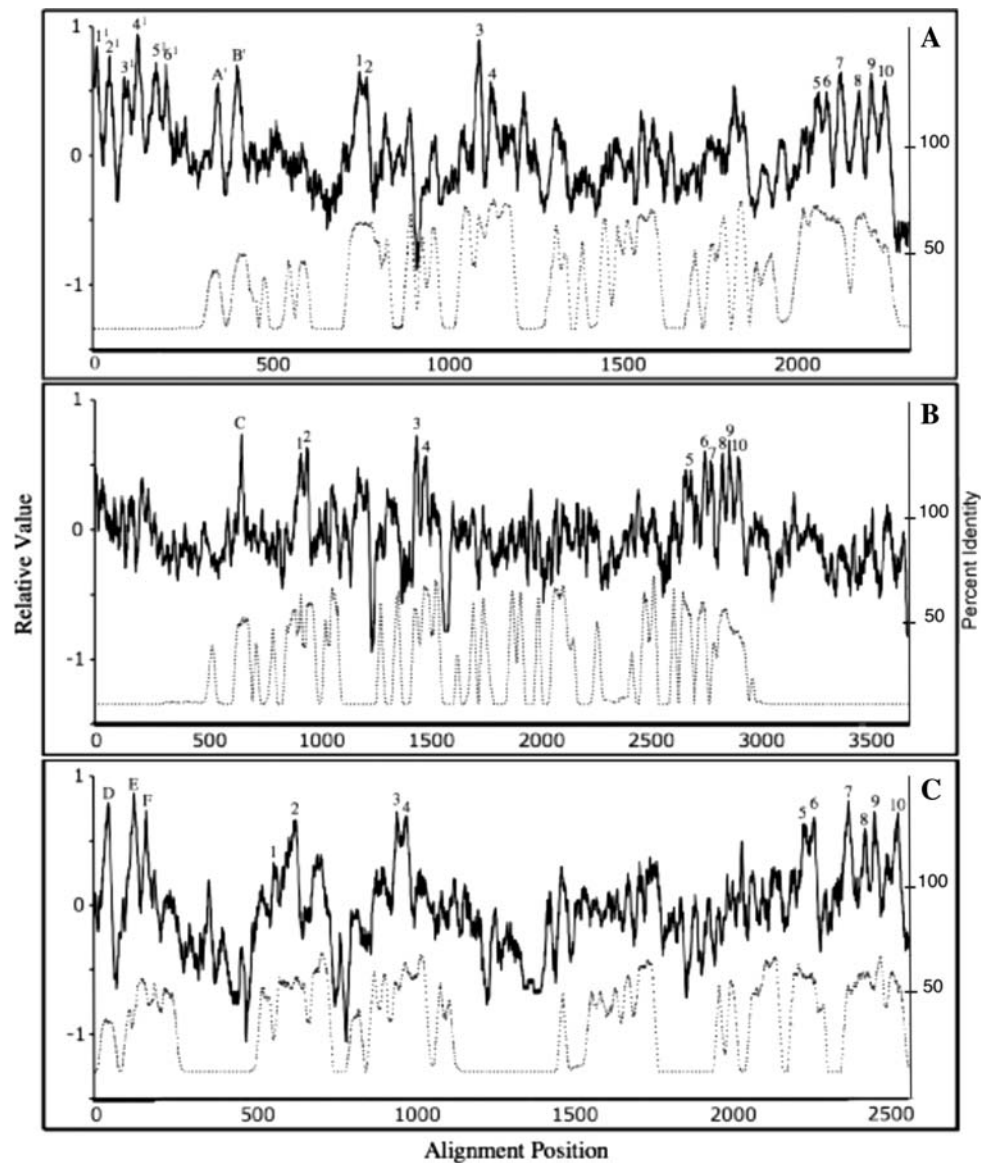 A
1¹ 2¹ 3¹ 4¹ 5¹ 6¹ A' B' 1 2 3 4 5 6 7 8 9 10
1
0
-1
100
50
0 500 1000 1500 2000
B
C 1 2 3 4 5 6 7 8 9 10
1
0
-1
100
50
0 500 1000 1500 2000 2500 3000 3500
Relative Value
Percent Identity
C
D E F 1 2 3 4 5 6 7 8 9 10
1
0
-1
100
50
0 500 1000 1500 2000 2500
Alignment Position